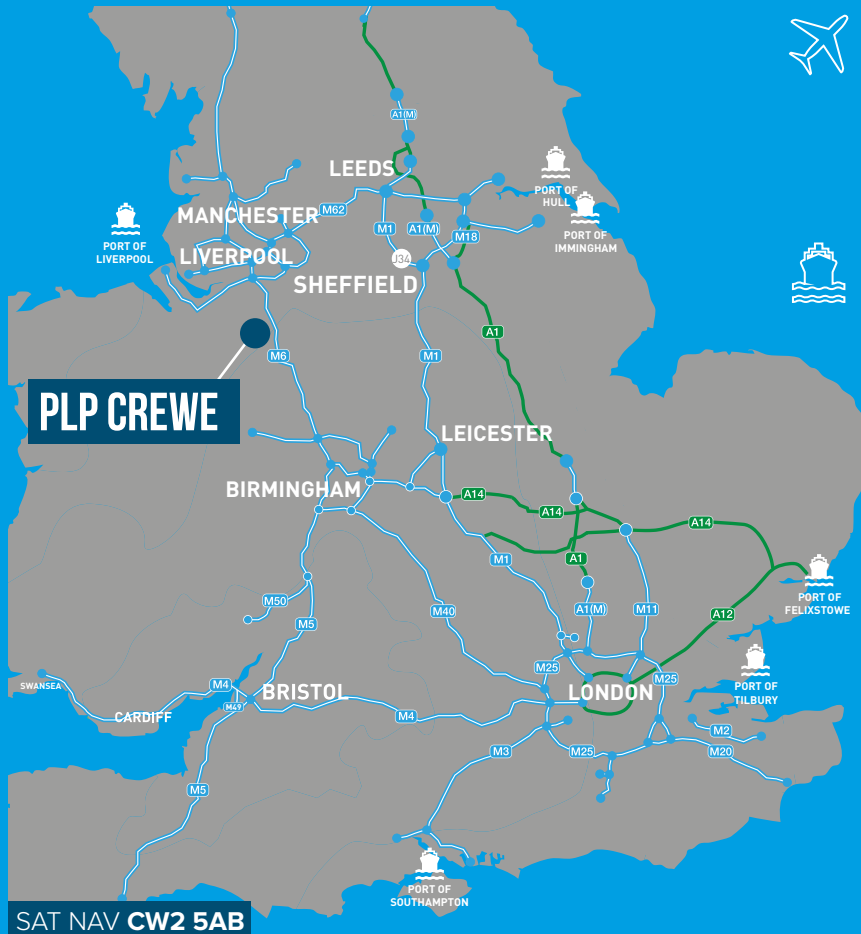 A1(M)
LEEDS
PORT OF
HULL
MANCHESTER
M62
PORT OF
LIVERPOOL
M1
A1(M)
M18
PORT OF
IMMINGHAM
LIVERPOOL
J34
SHEFFIELD
A1
M6
M1
PLP CREWE
LEICESTER
BIRMINGHAM
A14
A14
A14
M1
A1
M50
M5
M40
A1(M)
M11
A12
PORT OF
FELIXSTOWE
M25
M25
SWANSEA
M4
BRISTOL
LONDON
PORT OF
TILBURY
M49
CARDIFF
M4
M2
M3
M25
M20
M5
PORT OF
SOUTHAMPTON
SAT NAV CW2 5AB